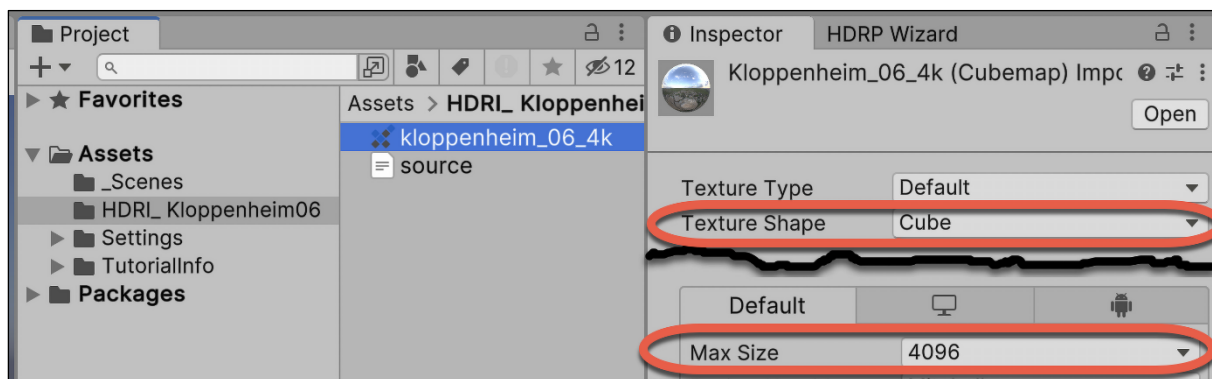 Project
12
Favorites
Assets
_Scenes
HDRI_ Kloppenheim06
Settings
TutorialInfo
Packages
Assets > HDRI_ Kloppenhei
kloppenheim_06_4k
source
Inspector HDRP Wizard
Kloppenheim_06_4k (Cubemap) Impc
Open
Texture Type Default
Texture Shape Cube
Default
Max Size 4096